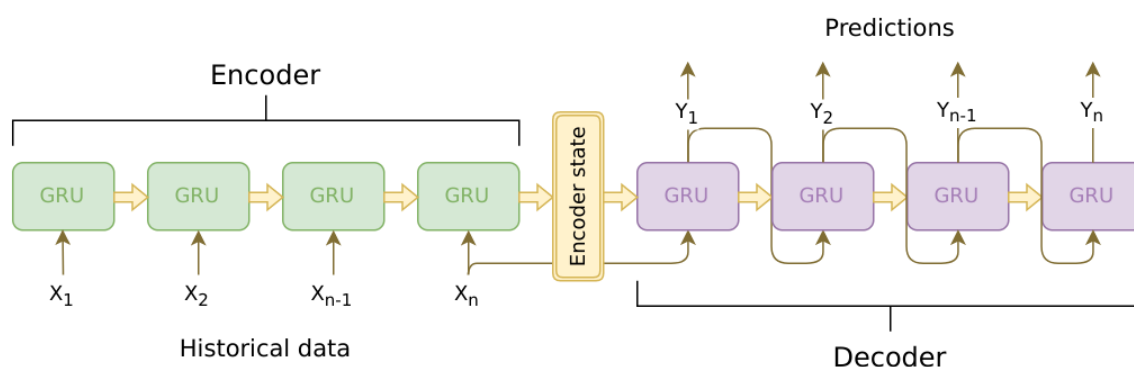 Predictions
Encoder
Y1 Y2 Yn-1 Yn
GRU GRU GRU GRU Encoder state GRU GRU GRU GRU
X1 X2 Xn-1 Xn
Historical data
Decoder